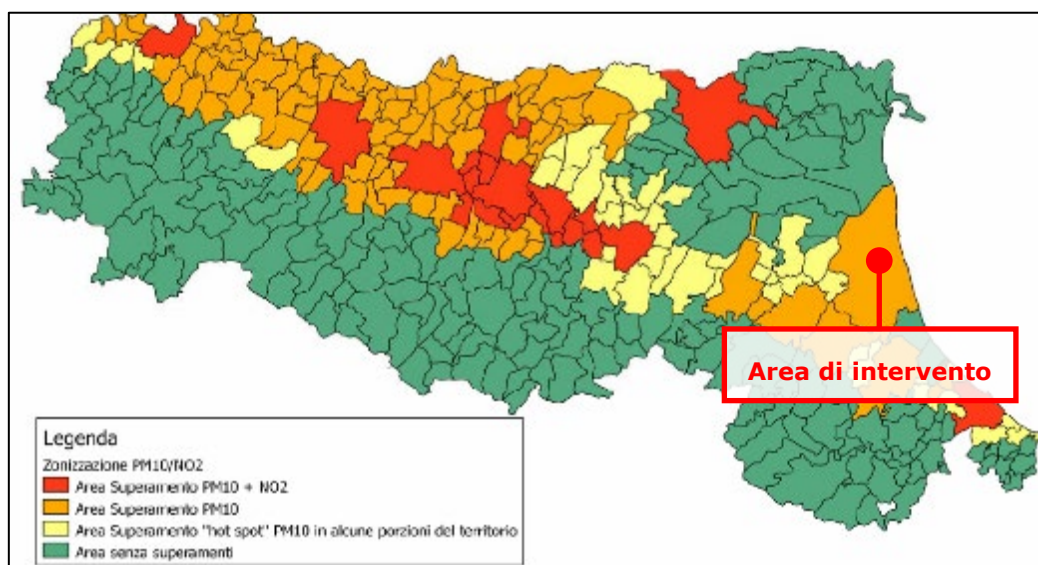 Area di intervento
Legenda
Zonizzazione PM10/NO2
Area Superamento PM10 + NO2
Area Superamento PM10
Area Superamento "hot spot" PM10 in alcune porzioni del territorio
Area senza superamenti